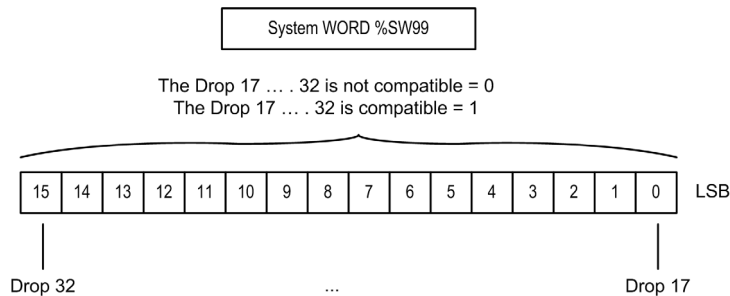 System WORD %SW99
The Drop 17 … . 32 is not compatible = 0
The Drop 17 … . 32 is compatible = 1
15 14 13 12 11 10 9 8 7 6 5 4 3 2 1 0 LSB
Drop 32 ... Drop 17